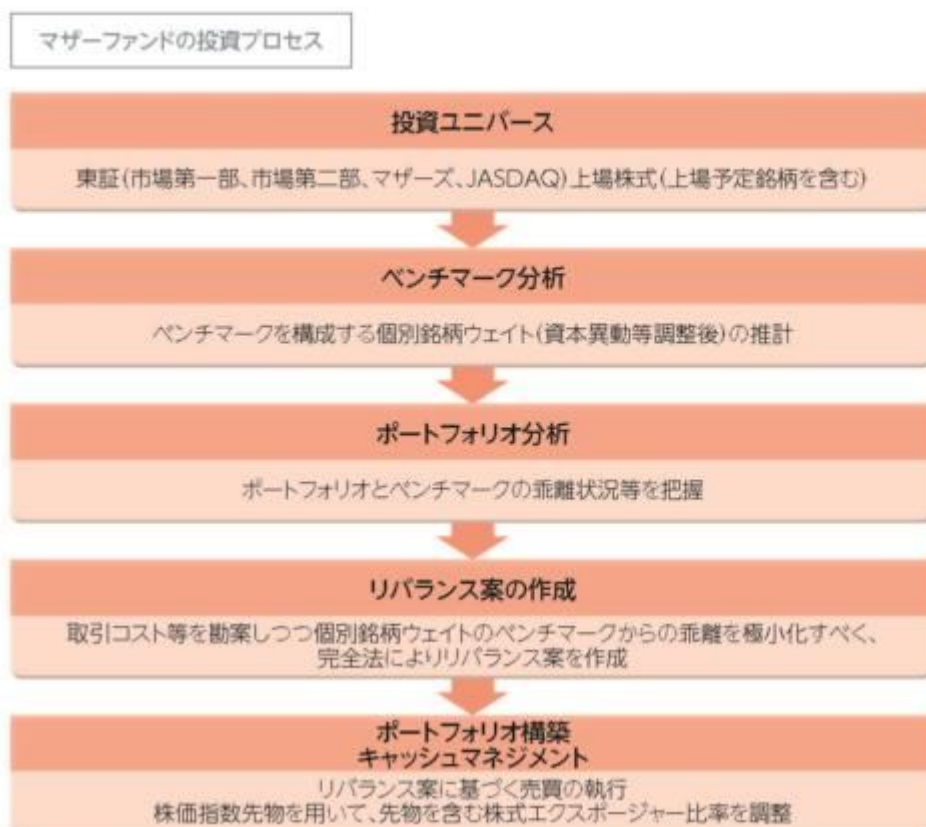 マザーファンドの投資プロセス
投資ユニバース
東証(市場第一部、市場第二部、マザーズ、JASDAQ)上場株式(上場予定銘柄を含む)
ベンチマーク分析
ベンチマークを構成する個別銘柄ウェイト(資本異動等調整後)の推計
ポートフォリオ分析
ポートフォリオとベンチマークの乖離状況等を把握
リバランス案の作成
取引コスト等を勘案しつつ個別銘柄ウェイトのベンチマークからの乖離を極小化すべく、
完全法によりリバランス案を作成
ポートフォリオ構築
キャッシュマネジメント
リバランス案に基づく売買の執行
株価指数先物を用いて、先物を含む株式エクスポージャー比率を調整